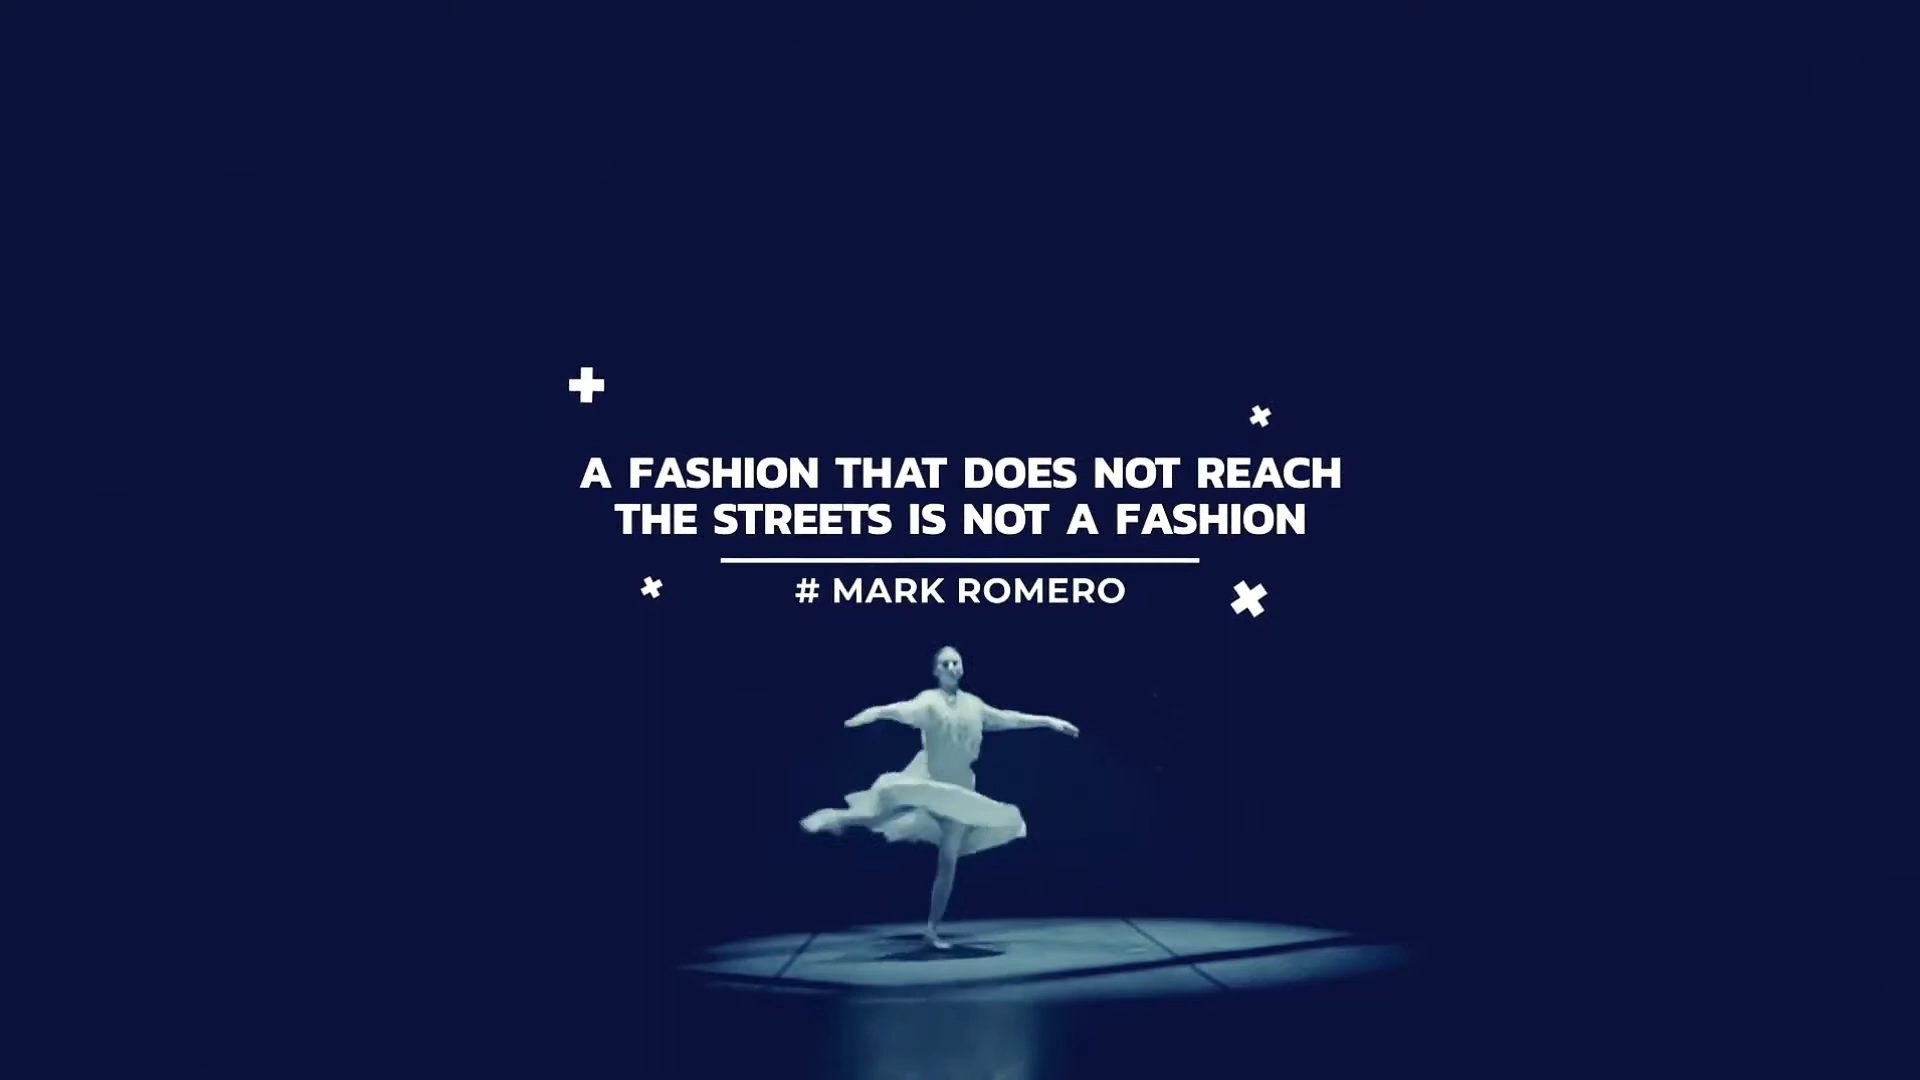 A FASHION THAT DOES NOT REACH
THE STREETS IS NOT A FASHION
# MARK ROMERO